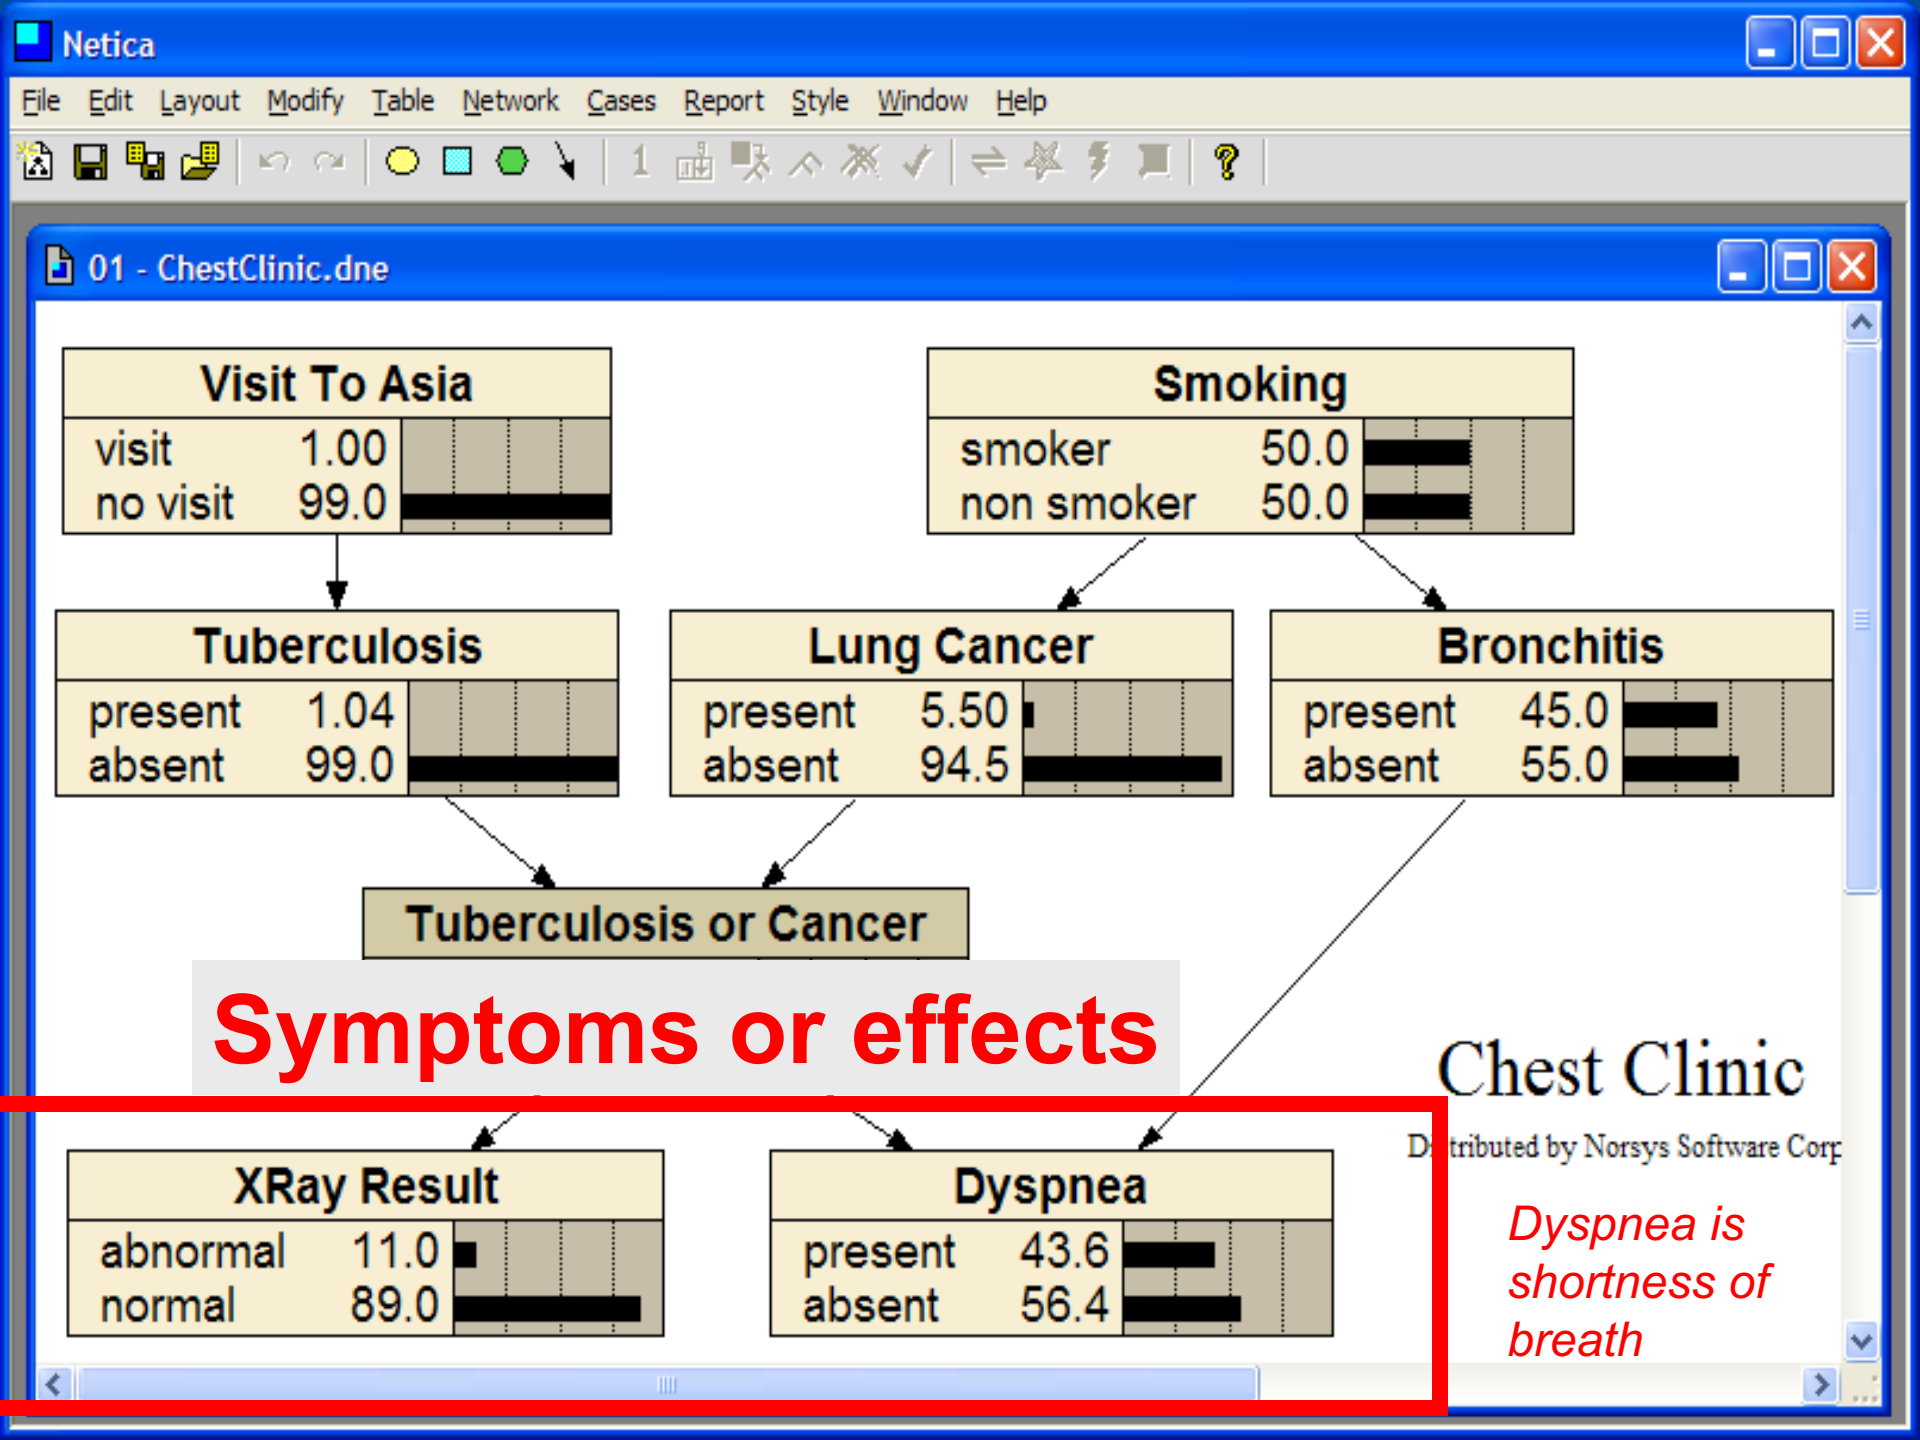 Netica
File Edit Layout Modify Table Network Cases Report Style Window Help
1
?
01 - ChestClinic.dne
Visit To Asia
visit 1.00
no visit 99.0
Smoking
smoker 50.0
non smoker 50.0
Tuberculosis
present 1.04
absent 99.0
Lung Cancer
present 5.50
absent 94.5
Bronchitis
present 45.0
absent 55.0
Tuberculosis or Cancer
Symptoms or effects
Chest Clinic
Distributed by Norsys Software Corp
XRay Result
abnormal 11.0
normal 89.0
Dyspnea
present 43.6
absent 56.4
Dyspnea is
shortness of
breath